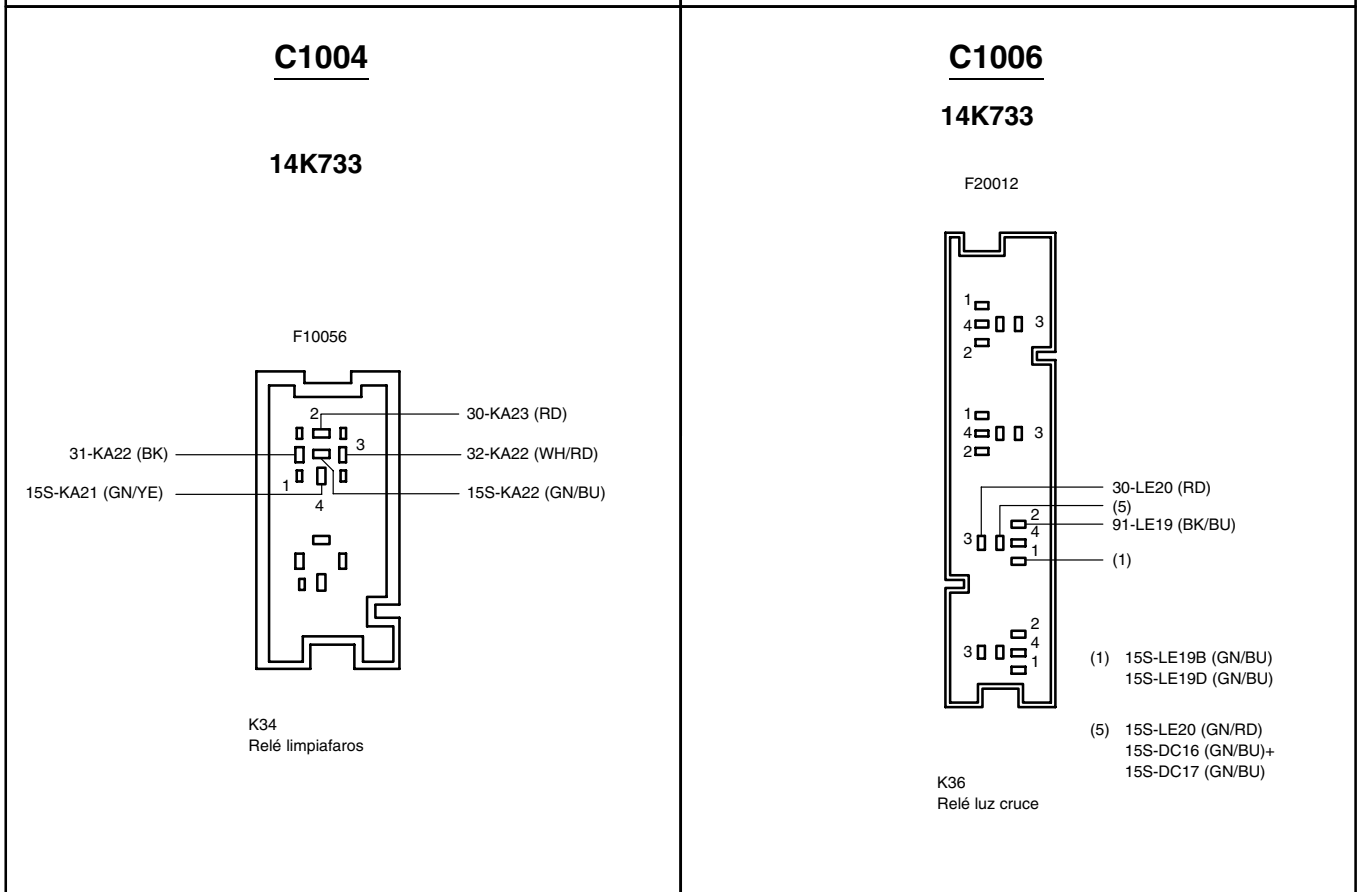 C1004
14K733
F10056
2
30-KA23 (RD)
3
31-KA22 (BK)
32-KA22 (WH/RD)
1
15S-KA21 (GN/YE)
15S-KA22 (GN/BU)
4
K34
Relé limpiafaros
C1006
14K733
F20012
1
4 3
2
1
4 3
2
30-LE20 (RD)
(5)
2
91-LE19 (BK/BU)
4
3
1
(1)
2
4
3
1
(1) 15S-LE19B (GN/BU)
15S-LE19D (GN/BU)
(5) 15S-LE20 (GN/RD)
15S-DC16 (GN/BU)+
15S-DC17 (GN/BU)
K36
Relé luz cruce